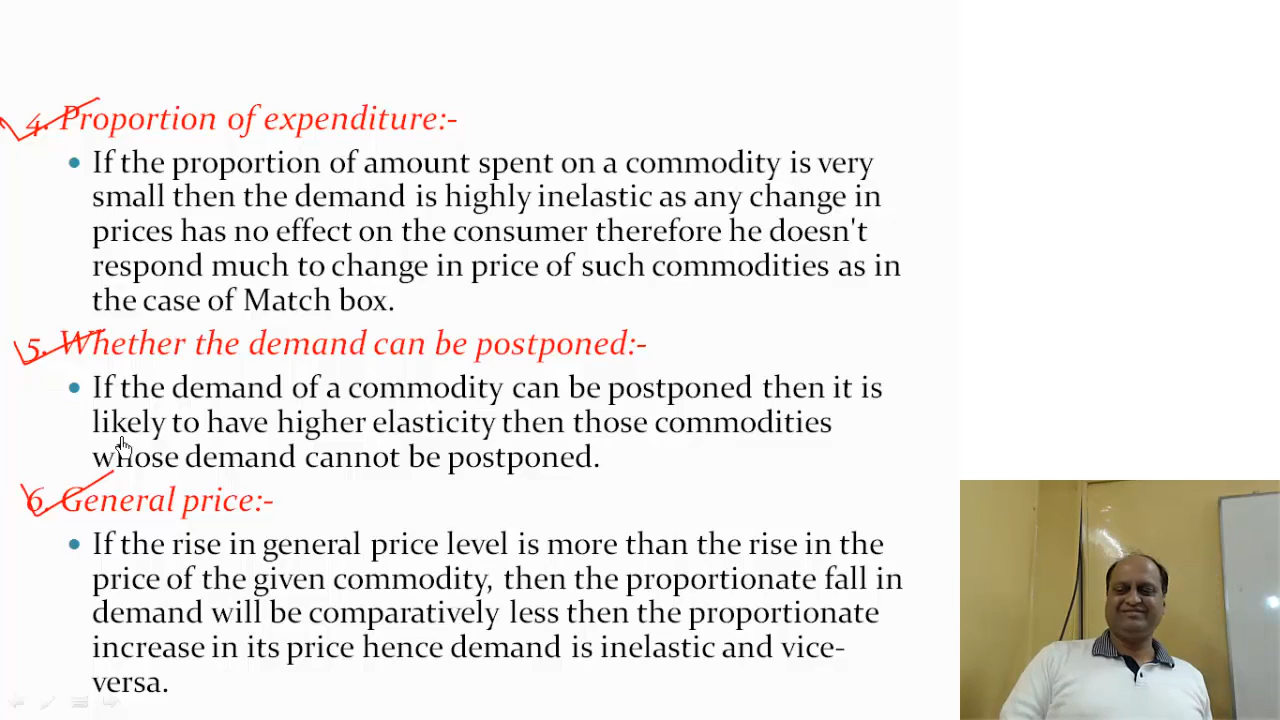 4. Proportion of expenditure:-
• If the proportion of amount spent on a commodity is very
small then the demand is highly inelastic as any change in
prices has no effect on the consumer therefore he doesn't
respond much to change in price of such commodities as in
the case of Match box.
5. Whether the demand can be postponed:-
• If the demand of a commodity can be postponed then it is
likely to have higher elasticity then those commodities
whose demand cannot be postponed.
6. General price:-
• If the rise in general price level is more than the rise in the
price of the given commodity, then the proportionate fall in
demand will be comparatively less then the proportionate
increase in its price hence demand is inelastic and vice-
versa.